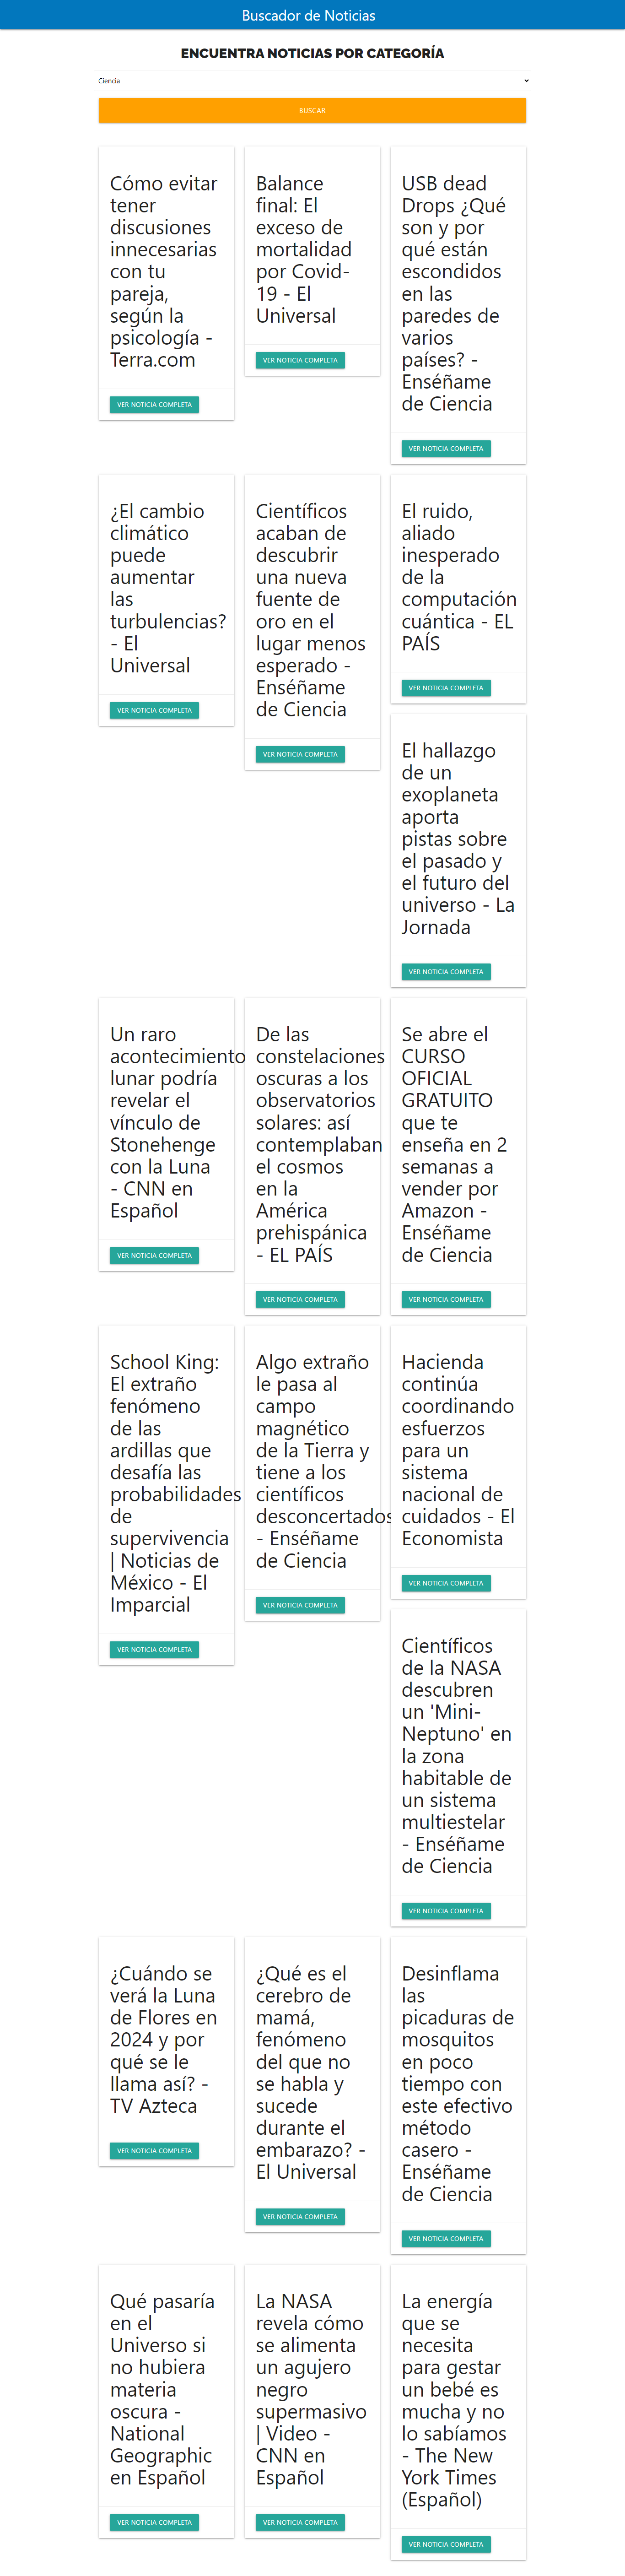 Buscador de Noticias
ENCUENTRA NOTICIAS POR CATEGORÍA
Ciencia
BUSCAR
Cómo evitar
tener
discusiones
innecesarias
con tu
pareja,
según la
psicología -
Terra.com
VER NOTICIA COMPLETA
Balance
final: El
exceso de
mortalidad
por Covid-
19 - El
Universal
VER NOTICIA COMPLETA
USB dead
Drops ¿Qué
son y por
qué están
escondidos
en las
paredes de
varios
países? -
Enséñame
de Ciencia
VER NOTICIA COMPLETA
¿El cambio
climático
puede
aumentar
las
turbulencias?
- El
Universal
VER NOTICIA COMPLETA
Científicos
acaban de
descubrir
una nueva
fuente de
oro en el
lugar menos
esperado -
Enséñame
de Ciencia
VER NOTICIA COMPLETA
El ruido,
aliado
inesperado
de la
computación
cuántica - EL
PAÍS
VER NOTICIA COMPLETA
El hallazgo
de un
exoplaneta
aporta
pistas sobre
el pasado y
el futuro del
universo - La
Jornada
VER NOTICIA COMPLETA
Un raro
acontecimiento
lunar podría
revelar el
vínculo de
Stonehenge
con la Luna
- CNN en
Español
VER NOTICIA COMPLETA
De las
constelaciones
oscuras a los
observatorios
solares: así
contemplaban
el cosmos
en la
América
prehispánica
- EL PAÍS
VER NOTICIA COMPLETA
Se abre el
CURSO
OFICIAL
GRATUITO
que te
enseña en 2
semanas a
vender por
Amazon -
Enséñame
de Ciencia
VER NOTICIA COMPLETA
School King:
El extraño
fenómeno
de las
ardillas que
desafía las
probabilidades
de
supervivencia
| Noticias de
México - El
Imparcial
VER NOTICIA COMPLETA
Algo extraño
le pasa al
campo
magnético
de la Tierra y
tiene a los
científicos
desconcertados
- Enséñame
de Ciencia
VER NOTICIA COMPLETA
Hacienda
continúa
coordinando
esfuerzos
para un
sistema
nacional de
cuidados - El
Economista
VER NOTICIA COMPLETA
Científicos
de la NASA
descubren
un 'Mini-
Neptuno' en
la zona
habitable de
un sistema
multiestelar
- Enséñame
de Ciencia
VER NOTICIA COMPLETA
¿Cuándo se
verá la Luna
de Flores en
2024 y por
qué se le
llama así? -
TV Azteca
VER NOTICIA COMPLETA
¿Qué es el
cerebro de
mamá,
fenómeno
del que no
se habla y
sucede
durante el
embarazo? -
El Universal
VER NOTICIA COMPLETA
Desinflama
las
picaduras de
mosquitos
en poco
tiempo con
este efectivo
método
casero -
Enséñame
de Ciencia
VER NOTICIA COMPLETA
Qué pasaría
en el
Universo si
no hubiera
materia
oscura -
National
Geographic
en Español
VER NOTICIA COMPLETA
La NASA
revela cómo
se alimenta
un agujero
negro
supermasivo
| Video -
CNN en
Español
VER NOTICIA COMPLETA
La energía
que se
necesita
para gestar
un bebé es
mucha y no
lo sabíamos
- The New
York Times
(Español)
VER NOTICIA COMPLETA